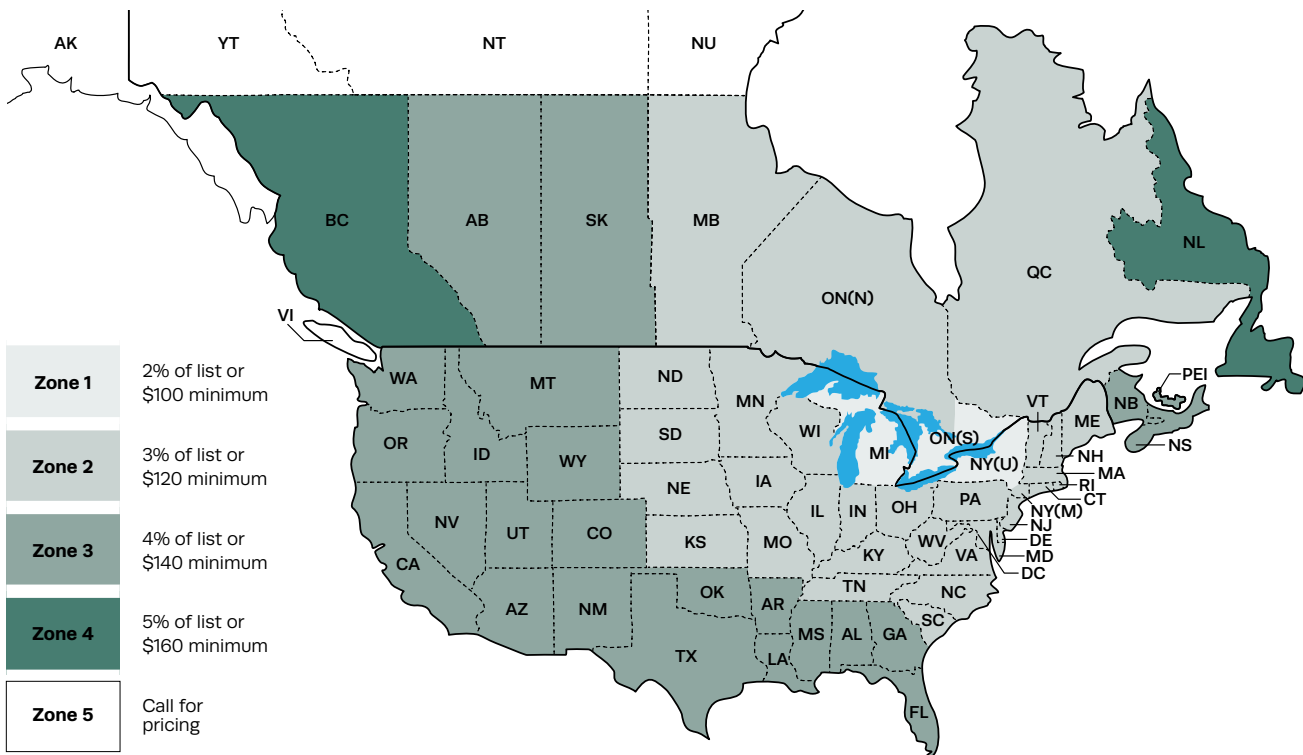 AK
YT
NT
NU
BC
AB
SK
MB
ON(N)
QC
NL
VI
PEI
Zone 1
2% of list or
$100 minimum
Zone 2
3% of list or
$120 minimum
Zone 3
4% of list or
$140 minimum
Zone 4
5% of list or
$160 minimum
Zone 5
Call for
pricing
WA
MT
ND
MN
OR
ID
WY
SD
WI
MI
ON(S)
NY(U)
VT
ME
NB
NS
NH
MA
RI
CT
NY(M)
NJ
DE
MD
DC
NV
UT
CO
NE
IA
IL
IN
OH
PA
CA
KS
MO
KY
WV
VA
AZ
NM
OK
AR
TN
NC
SC
TX
LA
MS
AL
GA
FL